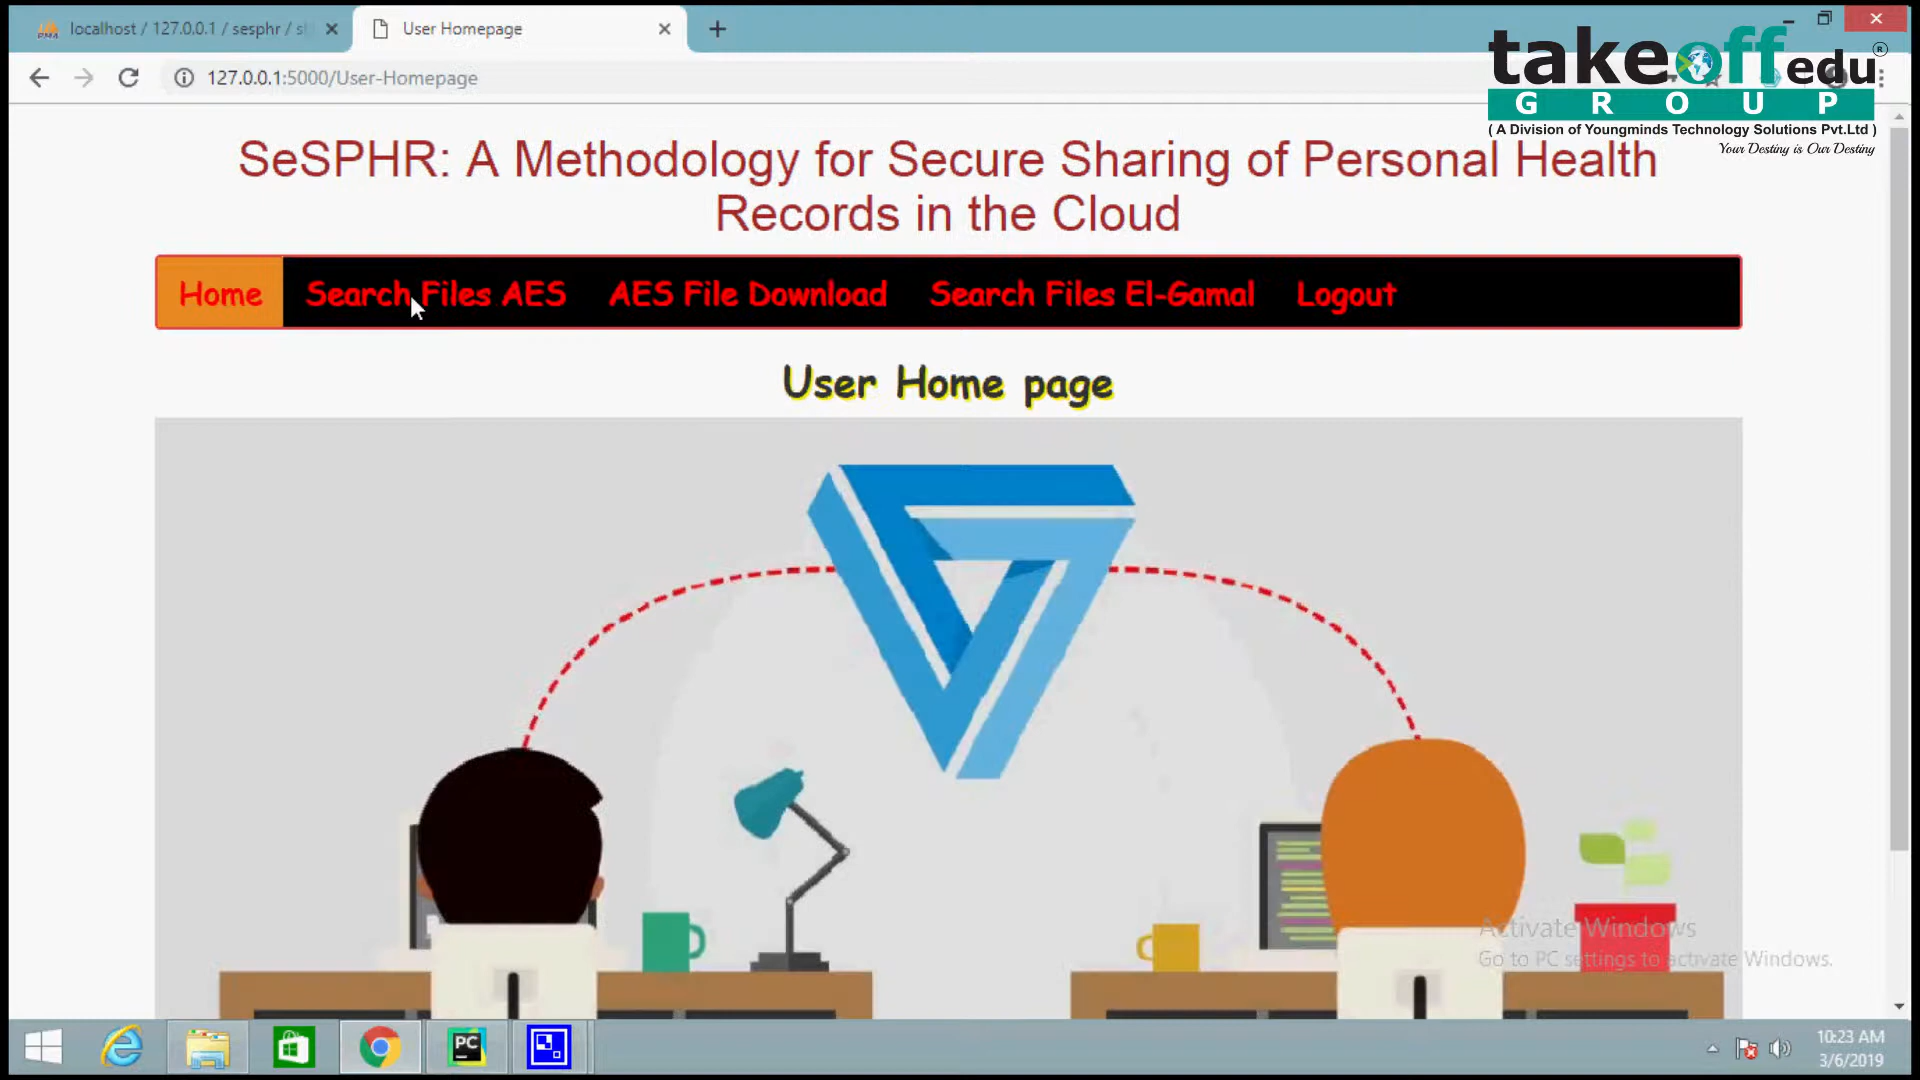 localhost / 127.0.0.1 / sesphr / s
User Homepage
127.0.0.1:5000/User-Homepage
takeoff edu ®
GROUP
( A Division of Youngminds Technology Solutions Pvt.Ltd )
Your Destiny is Our Destiny
SeSPHR: A Methodology for Secure Sharing of Personal Health
Records in the Cloud
Home Search Files AES AES File Download Search Files El-Gamal Logout
User Home page
Activate Windows
Go to PC settings to activate Windows.
PC
10:23 AM
3/6/2019